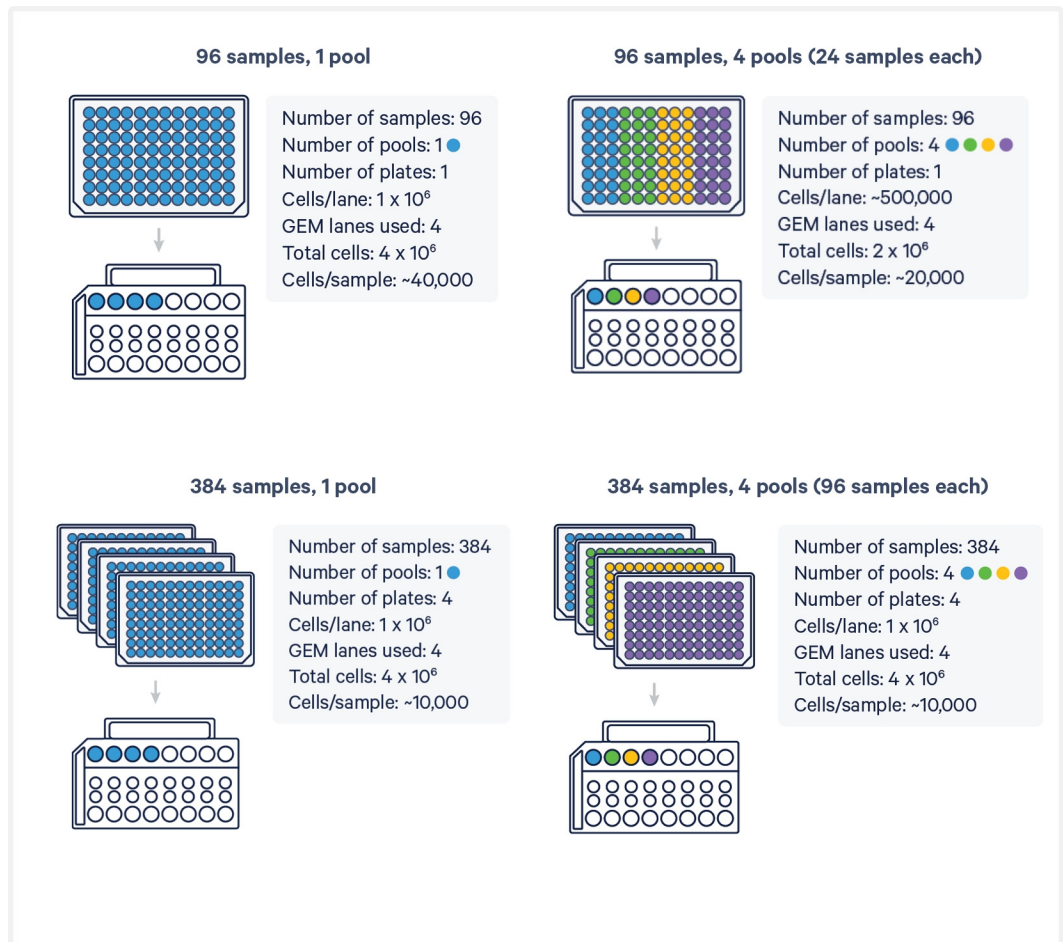 96 samples, 1 pool
Number of samples: 96
Number of pools: 1
Number of plates: 1
Cells/lane: 1 x 10⁶
GEM lanes used: 4
Total cells: 4 x 10⁶
Cells/sample: ~40,000
96 samples, 4 pools (24 samples each)
Number of samples: 96
Number of pools: 4
Number of plates: 1
Cells/lane: ~500,000
GEM lanes used: 4
Total cells: 2 x 10⁶
Cells/sample: ~20,000
384 samples, 1 pool
Number of samples: 384
Number of pools: 1
Number of plates: 4
Cells/lane: 1 x 10⁶
GEM lanes used: 4
Total cells: 4 x 10⁶
Cells/sample: ~10,000
384 samples, 4 pools (96 samples each)
Number of samples: 384
Number of pools: 4
Number of plates: 4
Cells/lane: 1 x 10⁶
GEM lanes used: 4
Total cells: 4 x 10⁶
Cells/sample: ~10,000